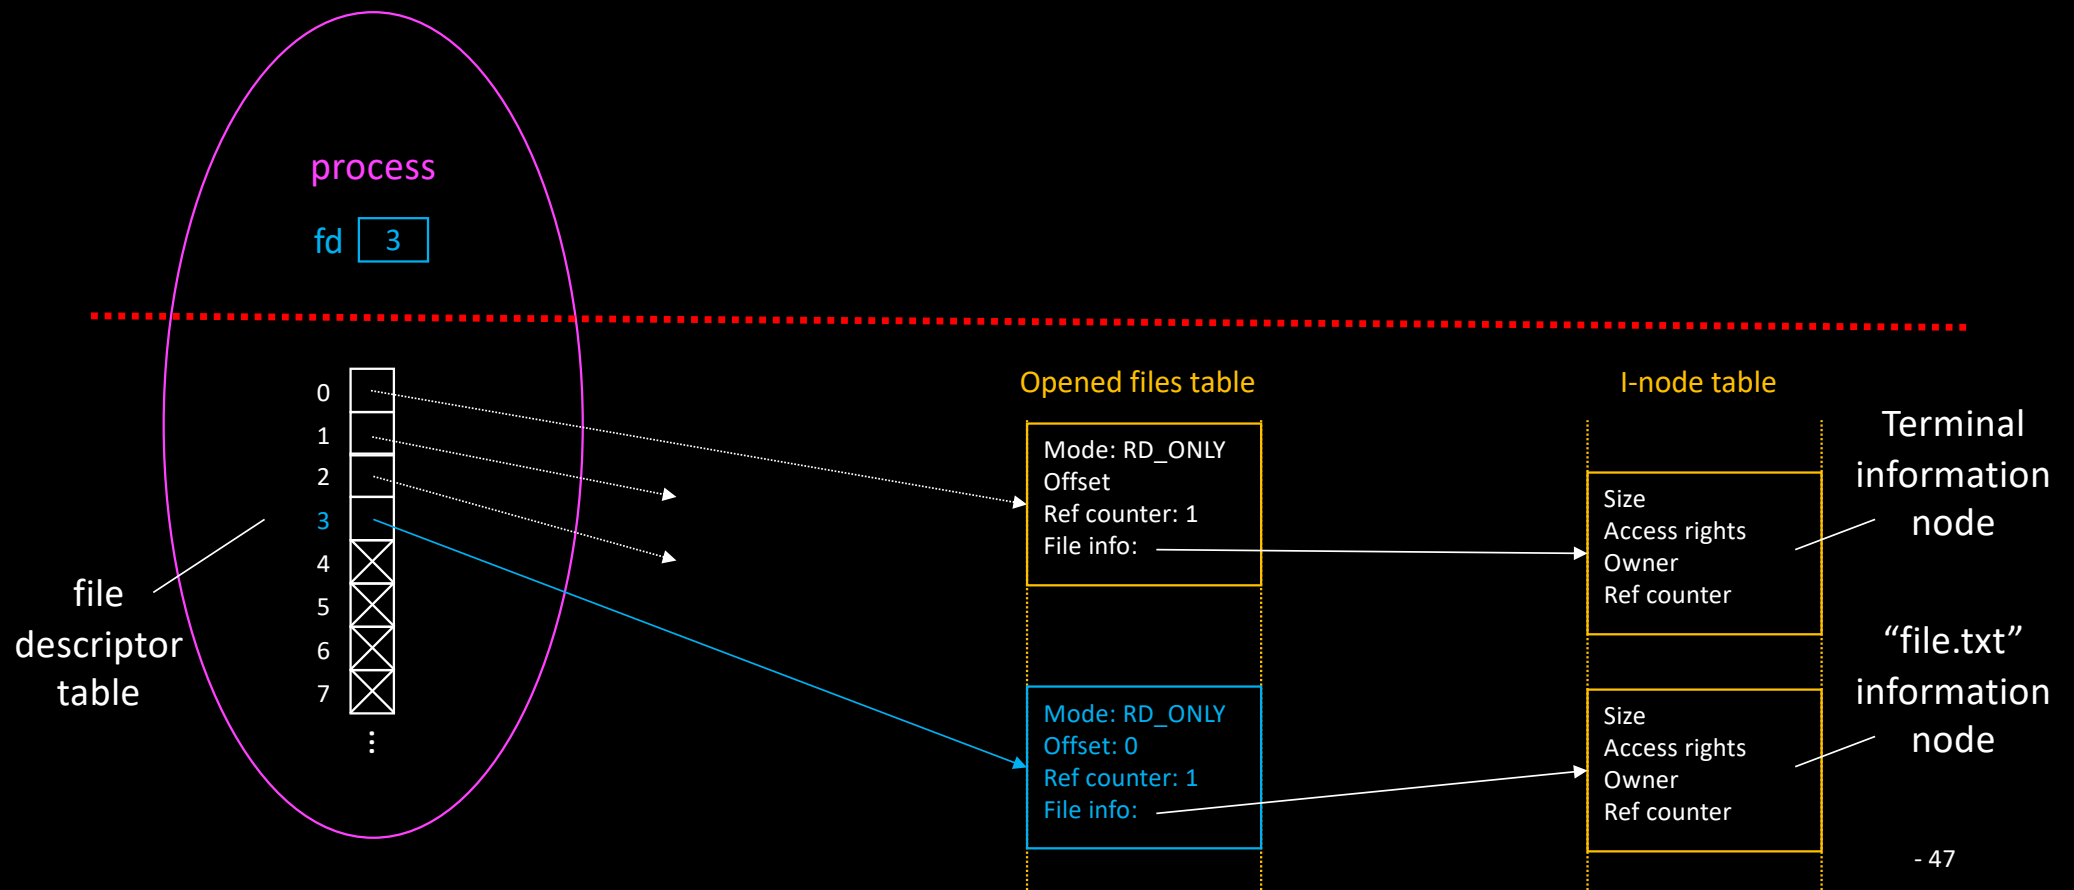 process
fd 3
0
1
2
3
4
5
6
7
...
file
descriptor
table
Opened files table
Mode: RD_ONLY
Offset
Ref counter: 1
File info:
Mode: RD_ONLY
Offset: 0
Ref counter: 1
File info:
I-node table
Size
Access rights
Owner
Ref counter
Terminal
information
node
Size
Access rights
Owner
Ref counter
“file.txt”
information
node
- 47